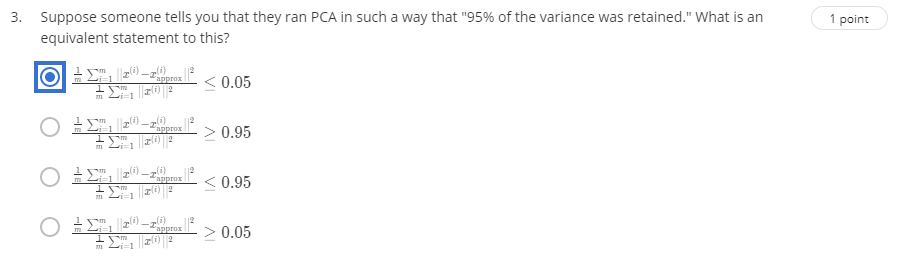 3. Suppose someone tells you that they ran PCA in such a way that "95% of the variance was retained." What is an
1 point
equivalent statement to this?
\frac{\frac{1}{m} \sum_{i=1}^{m} ||x^{(i)} - x_{\text{approx}}^{(i)}||^2}{\frac{1}{m} \sum_{i=1}^{m} ||x^{(i)}||^2} \leq 0.05
\frac{\frac{1}{m} \sum_{i=1}^{m} ||x^{(i)} - x_{\text{approx}}^{(i)}||^2}{\frac{1}{m} \sum_{i=1}^{m} ||x^{(i)}||^2} \geq 0.95
\frac{\frac{1}{m} \sum_{i=1}^{m} ||x^{(i)} - x_{\text{approx}}^{(i)}||^2}{\frac{1}{m} \sum_{i=1}^{m} ||x^{(i)}||^2} \leq 0.95
\frac{\frac{1}{m} \sum_{i=1}^{m} ||x^{(i)} - x_{\text{approx}}^{(i)}||^2}{\frac{1}{m} \sum_{i=1}^{m} ||x^{(i)}||^2} \geq 0.05